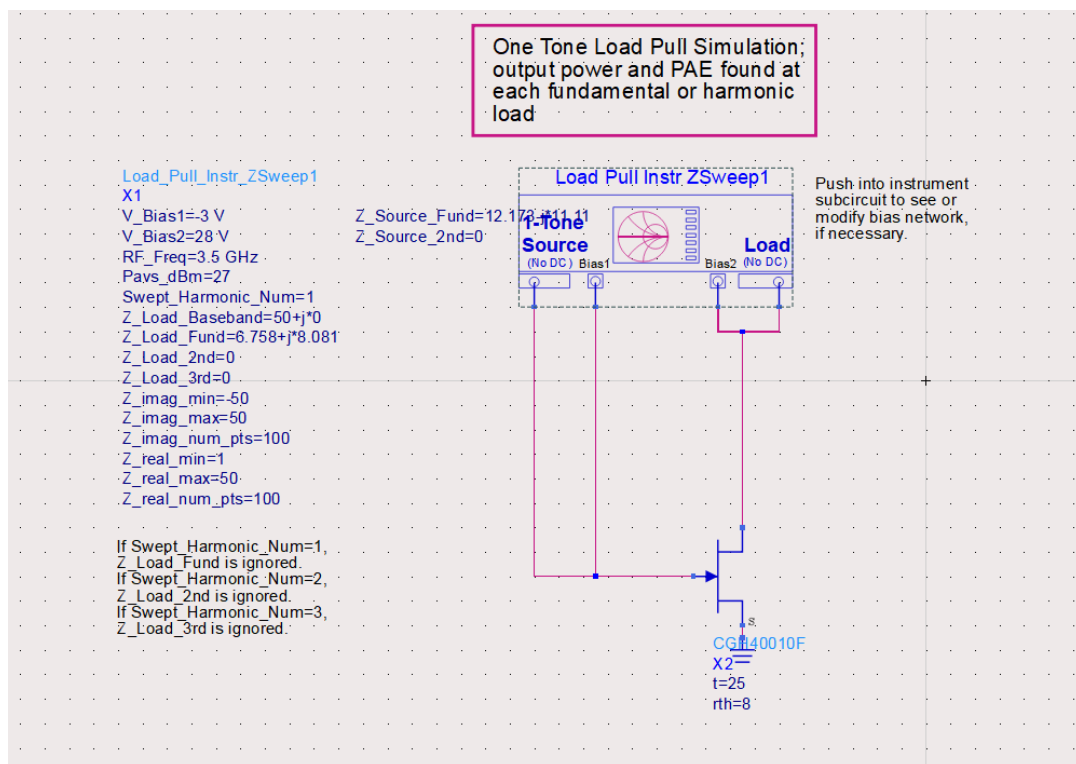 One Tone Load Pull Simulation;
output power and PAE found at
each fundamental or harmonic
load
Load_Pull_Instr_ZSweep1
X1
V_Bias1=-3 V
V_Bias2=28 V
RF_Freq=3.5 GHz
Pavs_dBm=27
Swept_Harmonic_Num=1
Z_Load_Baseband=50+j*0
Z_Load_Fund=6.758+j*8.081
Z_Load_2nd=0
Z_Load_3rd=0
Z_imag_min=-50
Z_imag_max=50
Z_imag_num_pts=100
Z_real_min=1
Z_real_max=50
Z_real_num_pts=100
Z_Source_Fund=12.173-j*11.11
Z_Source_2nd=0
Load Pull Instr ZSweep1
1-Tone
Source
(No DC)
Bias1
Bias2
Load
(No DC)
Push into instrument
subcircuit to see or
modify bias network,
if necessary.
If Swept_Harmonic_Num=1,
Z_Load_Fund is ignored.
If Swept_Harmonic_Num=2,
Z_Load_2nd is ignored.
If Swept_Harmonic_Num=3,
Z_Load_3rd is ignored.
S
CGH40010F
X2
t=25
rth=8